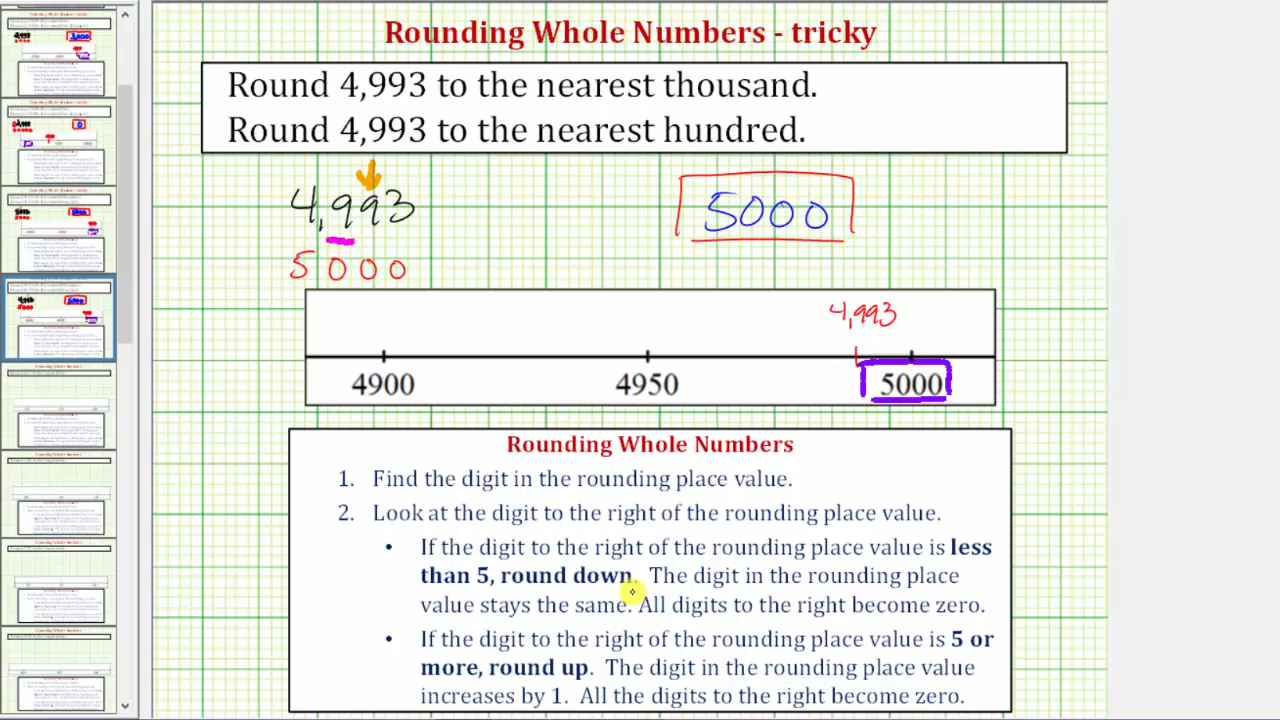 Rounding Whole Numbers - tricky
Round 4,993 to the nearest thousand.
Round 4,993 to the nearest hundred.
4,993
5000
5000
4,993
4900 4950 5000
Rounding Whole Numbers
1. Find the digit in the rounding place value.
2. Look at the digit to the right of the rounding place value
• If the digit to the right of the rounding place value is less
than 5, round down. The digit in the rounding place
value stays the same. All digits to the right become zero.
• If the digit to the right of the rounding place value is 5 or
more, round up. The digit in the rounding place value
increases by 1. All the digits to the right become zero.